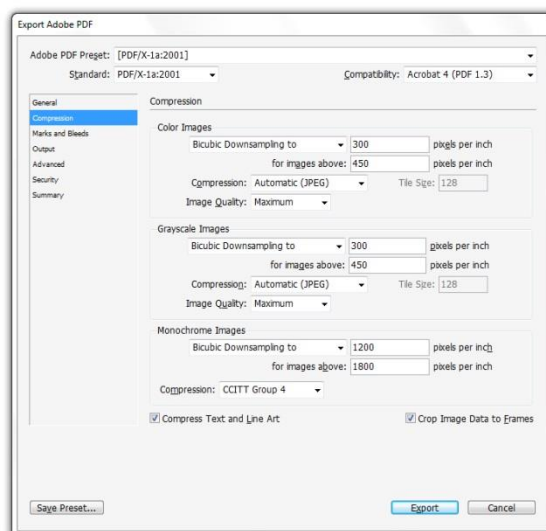 Export Adobe PDF
Adobe PDF Preset: [PDF/X-1a:2001]
Standard: PDF/X-1a:2001 Compatibility: Acrobat 4 (PDF 1.3)
General
Compression
Marks and Bleeds
Output
Advanced
Security
Summary
Compression
Color Images
Bicubic Downsampling to 300 pixels per inch
for images above: 450 pixels per inch
Compression: Automatic (JPEG) Tile Size: 128
Image Quality: Maximum
Grayscale Images
Bicubic Downsampling to 300 pixels per inch
for images above: 450 pixels per inch
Compression: Automatic (JPEG) Tile Size: 128
Image Quality: Maximum
Monochrome Images
Bicubic Downsampling to 1200 pixels per inch
for images above: 1800 pixels per inch
Compression: CCITT Group 4
Compress Text and Line Art Crop Image Data to Frames
Save Preset... Export Cancel